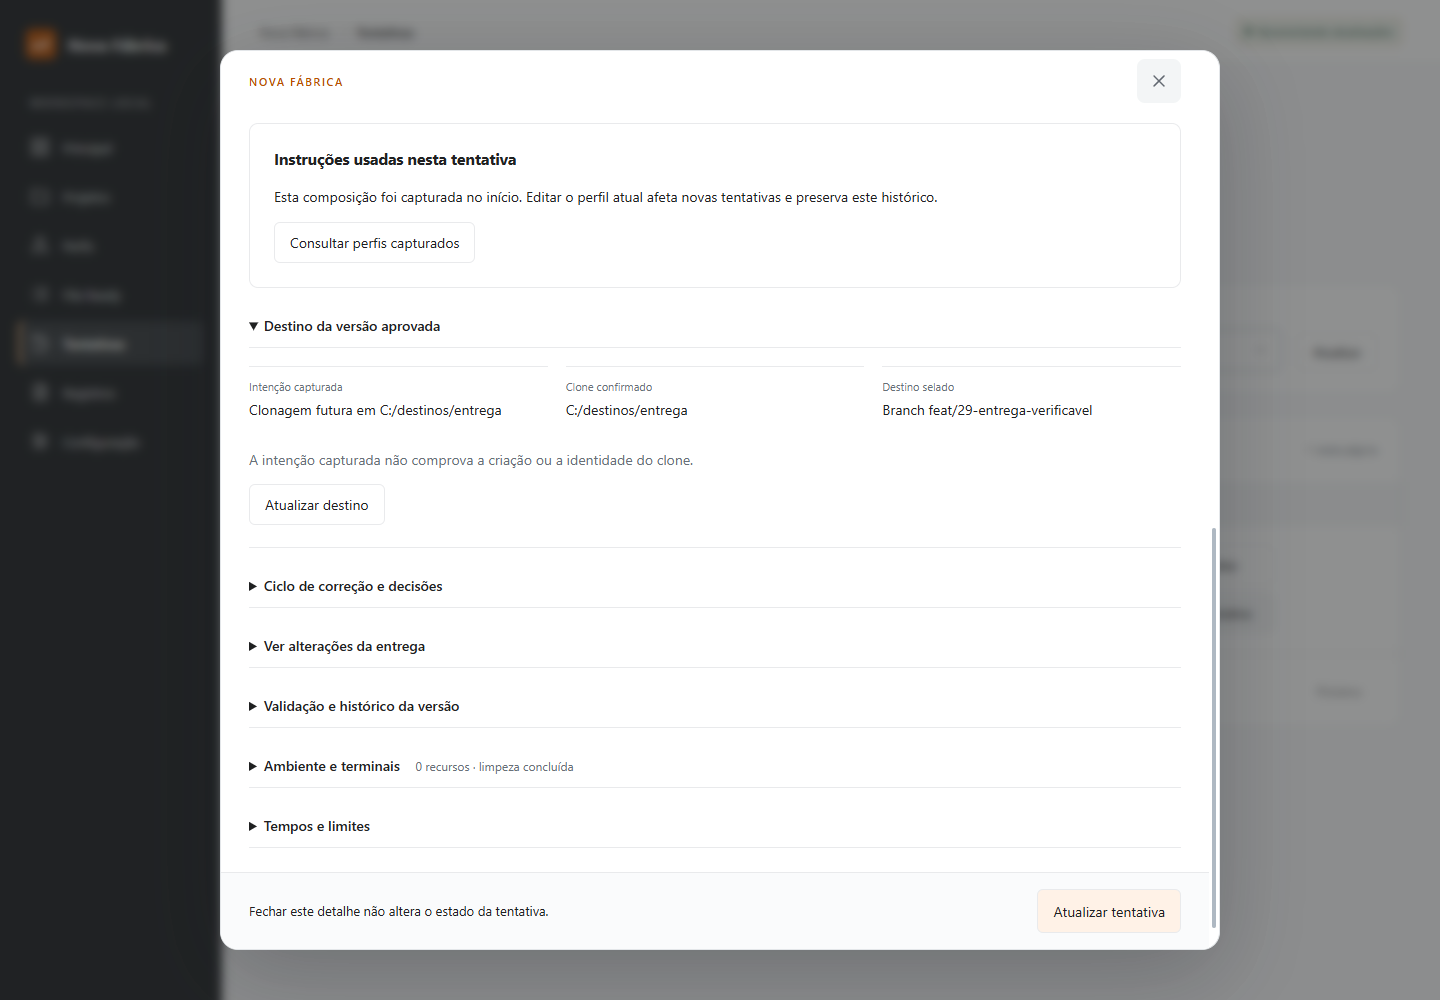 NOVA FÁBRICA
Instruções usadas nesta tentativa
Esta composição foi capturada no início. Editar o perfil atual afeta novas tentativas e preserva este histórico.
Consultar perfis capturados
Destino da versão aprovada
Intenção capturada
Clonagem futura em C:/destinos/entrega
Clone confirmado
C:/destinos/entrega
Destino selado
Branch feat/29-entrega-verificavel
A intenção capturada não comprova a criação ou a identidade do clone.
Atualizar destino
Ciclo de correção e decisões
Ver alterações da entrega
Validação e histórico da versão
Ambiente e terminais 0 recursos · limpeza concluída
Tempos e limites
Fechar este detalhe não altera o estado da tentativa.
Atualizar tentativa